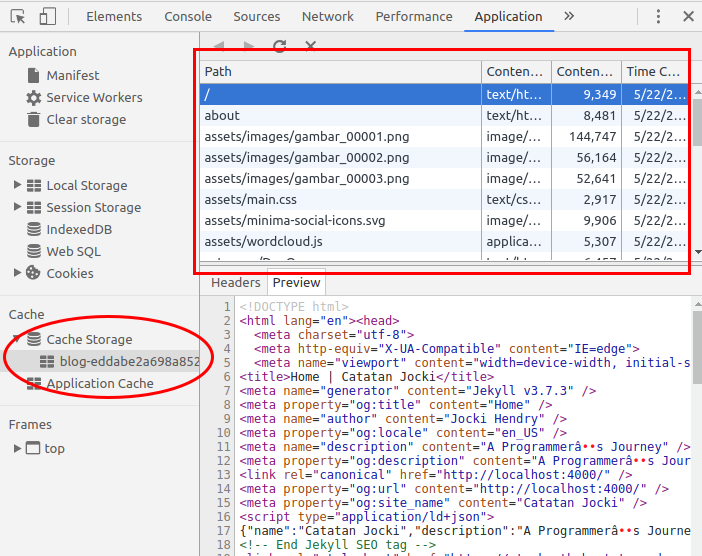 Elements Console Sources Network Performance Application
Application
Manifest
Service Workers
Clear storage
Storage
Local Storage
Session Storage
IndexedDB
Web SQL
Cookies
Cache
Cache Storage
blog-eddabe2a698a852
Application Cache
Frames
top
Path Conten... Conten... Time C...
/ text/ht... 9,349 5/22/2...
about text/ht... 8,481 5/22/2...
assets/images/gambar_00001.png image/... 144,747 5/22/2...
assets/images/gambar_00002.png image/... 56,164 5/22/2...
assets/images/gambar_00003.png image/... 52,641 5/22/2...
assets/main.css text/cs... 2,917 5/22/2...
assets/minima-social-icons.svg image/... 9,906 5/22/2...
assets/wordcloud.js applica... 5,307 5/22/2...
Headers Preview
1 <!DOCTYPE html>
2 <html lang="en"><head>
3 <meta charset="utf-8">
4 <meta http-equiv="X-UA-Compatible" content="IE=edge">
5 <meta name="viewport" content="width=device-width, initial-s
6 <title>Home | Catatan Jocki</title>
7 <meta name="generator" content="Jekyll v3.7.3" />
8 <meta property="og:title" content="Home" />
9 <meta name="author" content="Jocki Hendry" />
10 <meta property="og:locale" content="en_US" />
11 <meta name="description" content="A Programmerâ••s Journey" />
12 <meta property="og:description" content="A Programmerâ••s Jour
13 <link rel="canonical" href="http://localhost:4000/" />
14 <meta property="og:url" content="http://localhost:4000/" />
15 <meta property="og:site_name" content="Catatan Jocki" />
16 <script type="application/ld+json">
17 {"name":"Catatan Jocki","description":"A Programmerâ••s Journe
18 <!-- End Jekyll SEO tag -->